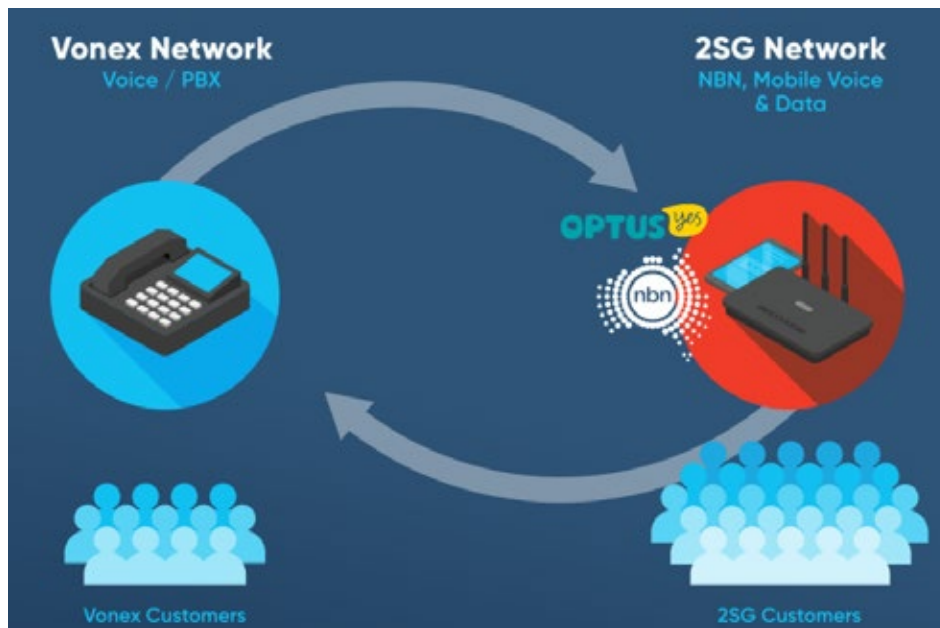 Vonex Network
Voice / PBX
2SG Network
NBN, Mobile Voice
& Data
OPTUS yes
nbn
Vonex Customers
2SG Customers